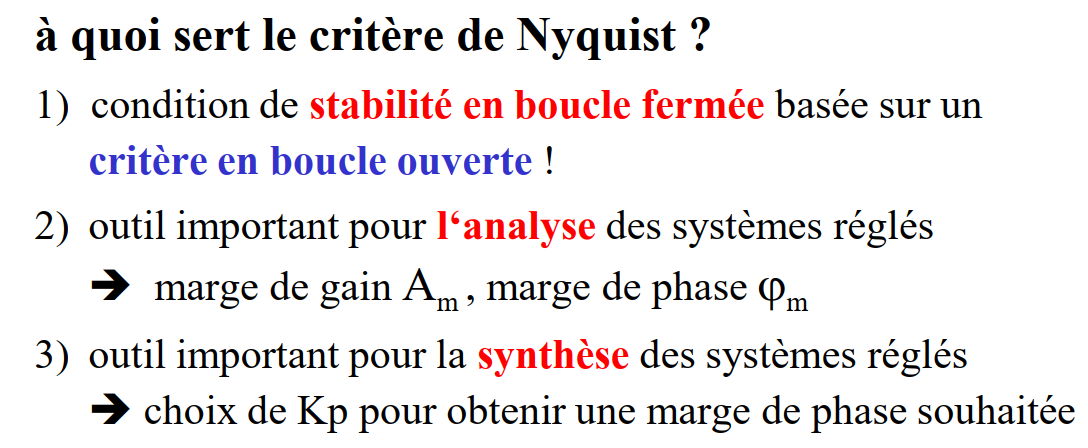 à quoi sert le critère de Nyquist ?
1) condition de stabilité en boucle fermée basée sur un
critère en boucle ouverte !
2) outil important pour l‘analyse des systèmes réglés
➔ marge de gain Am , marge de phase φm
3) outil important pour la synthèse des systèmes réglés
➔ choix de Kp pour obtenir une marge de phase souhaitée